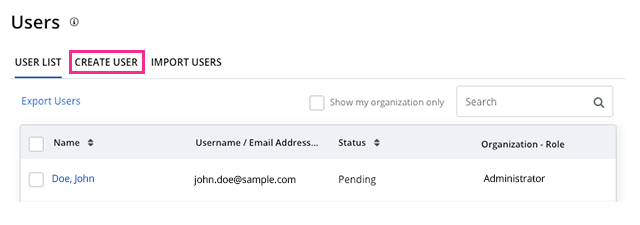 Users
USER LIST CREATE USER IMPORT USERS
Export Users Show my organization only Search
Name Username / Email Address... Status Organization - Role
Doe, John john.doe@sample.com Pending Administrator